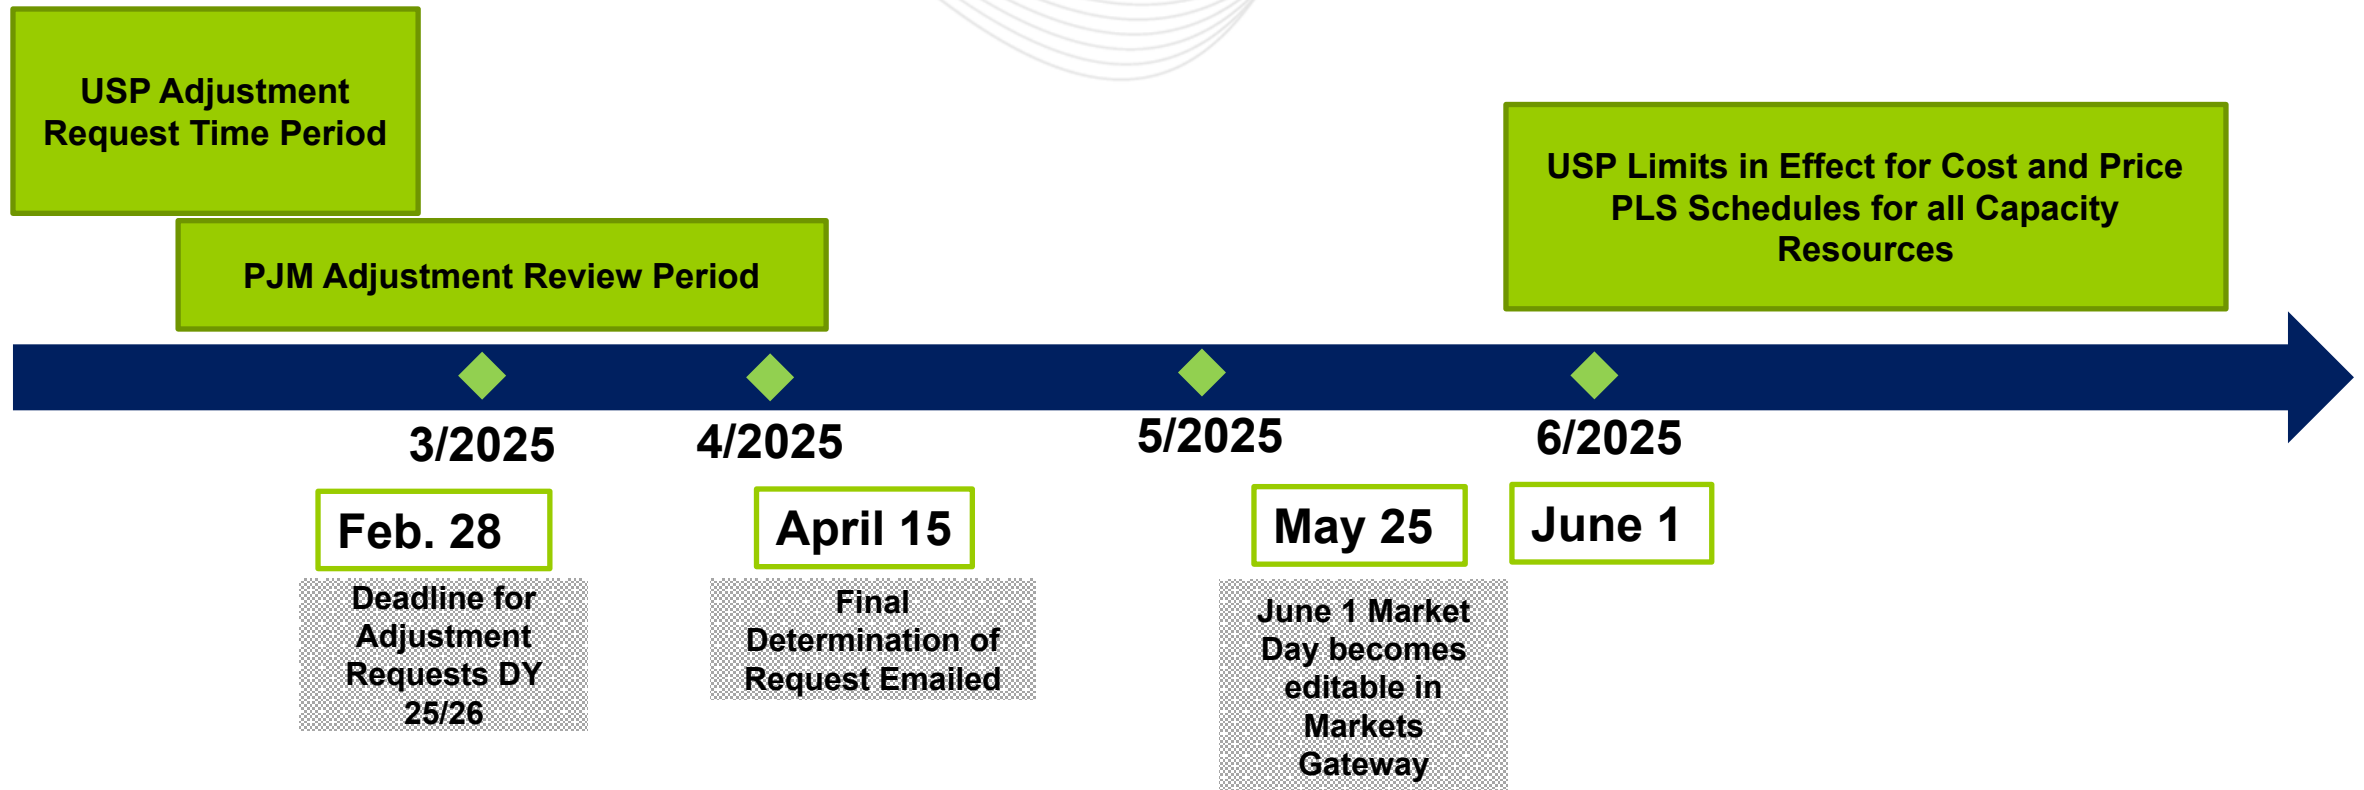 USP Adjustment
Request Time Period
PJM Adjustment Review Period
USP Limits in Effect for Cost and Price
PLS Schedules for all Capacity
Resources
3/2025
4/2025
5/2025
6/2025
Feb. 28
April 15
May 25
June 1
Deadline for
Adjustment
Requests DY
25/26
Final
Determination of
Request Emailed
June 1 Market
Day becomes
editable in
Markets
Gateway